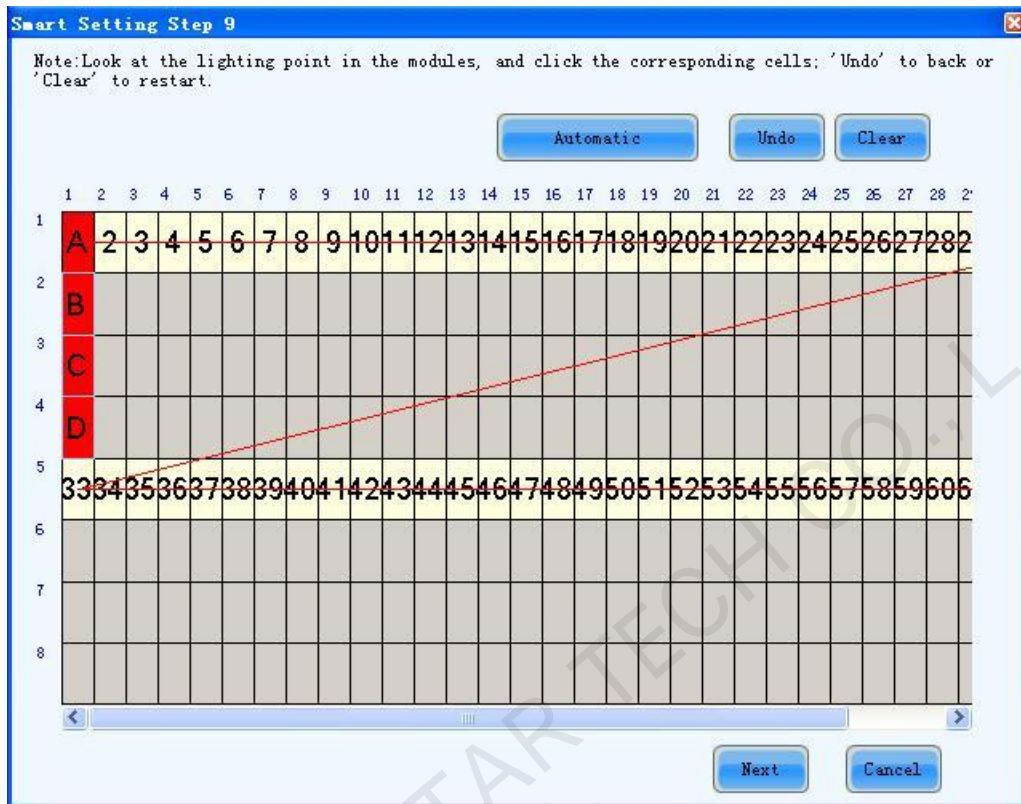 Smart Setting Step 9
Note:Look at the lighting point in the modules, and click the corresponding cells; 'Undo' to back or
'Clear' to restart.
Automatic Undo Clear
1 2 3 4 5 6 7 8 9 10 11 12 13 14 15 16 17 18 19 20 21 22 23 24 25 26 27 28
1 A 2 3 4 5 6 7 8 9 10 11 12 13 14 15 16 17 18 19 20 21 22 23 24 25 26 27 28 2
2 B
3 C
4 D
5 33 34 35 36 37 38 39 40 41 42 43 44 45 46 47 48 49 50 51 52 53 54 55 56 57 58 59 60 6
6
7
8
TAR TECH CO., L
Next Cancel